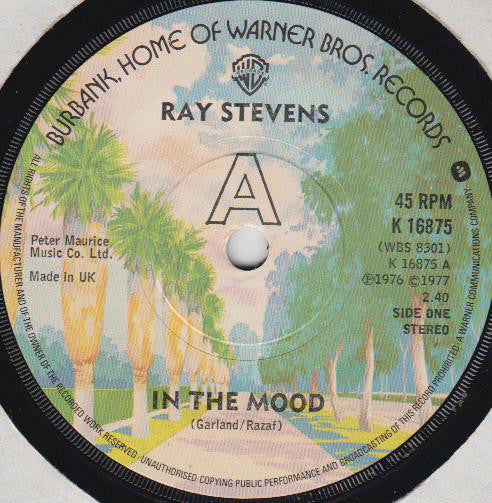 BURBANK, HOME OF WARNER BROS. RECORDS
RAY STEVENS
A
45 RPM
K 16875
(WBS 8301)
K 16875 A
℗1976 ©1977
2.40
SIDE ONE
STEREO
Peter Maurice
Music Co. Ltd.
Made in UK
IN THE MOOD
(Garland/Razaf)
ALL RIGHTS OF THE MANUFACTURER AND OF THE OWNER OF THE RECORDED WORK RESERVED · UNAUTHORISED COPYING PUBLIC PERFORMANCE AND BROADCASTING OF THIS RECORD PROHIBITED · A WARNER COMMUNICATIONS COMPANY